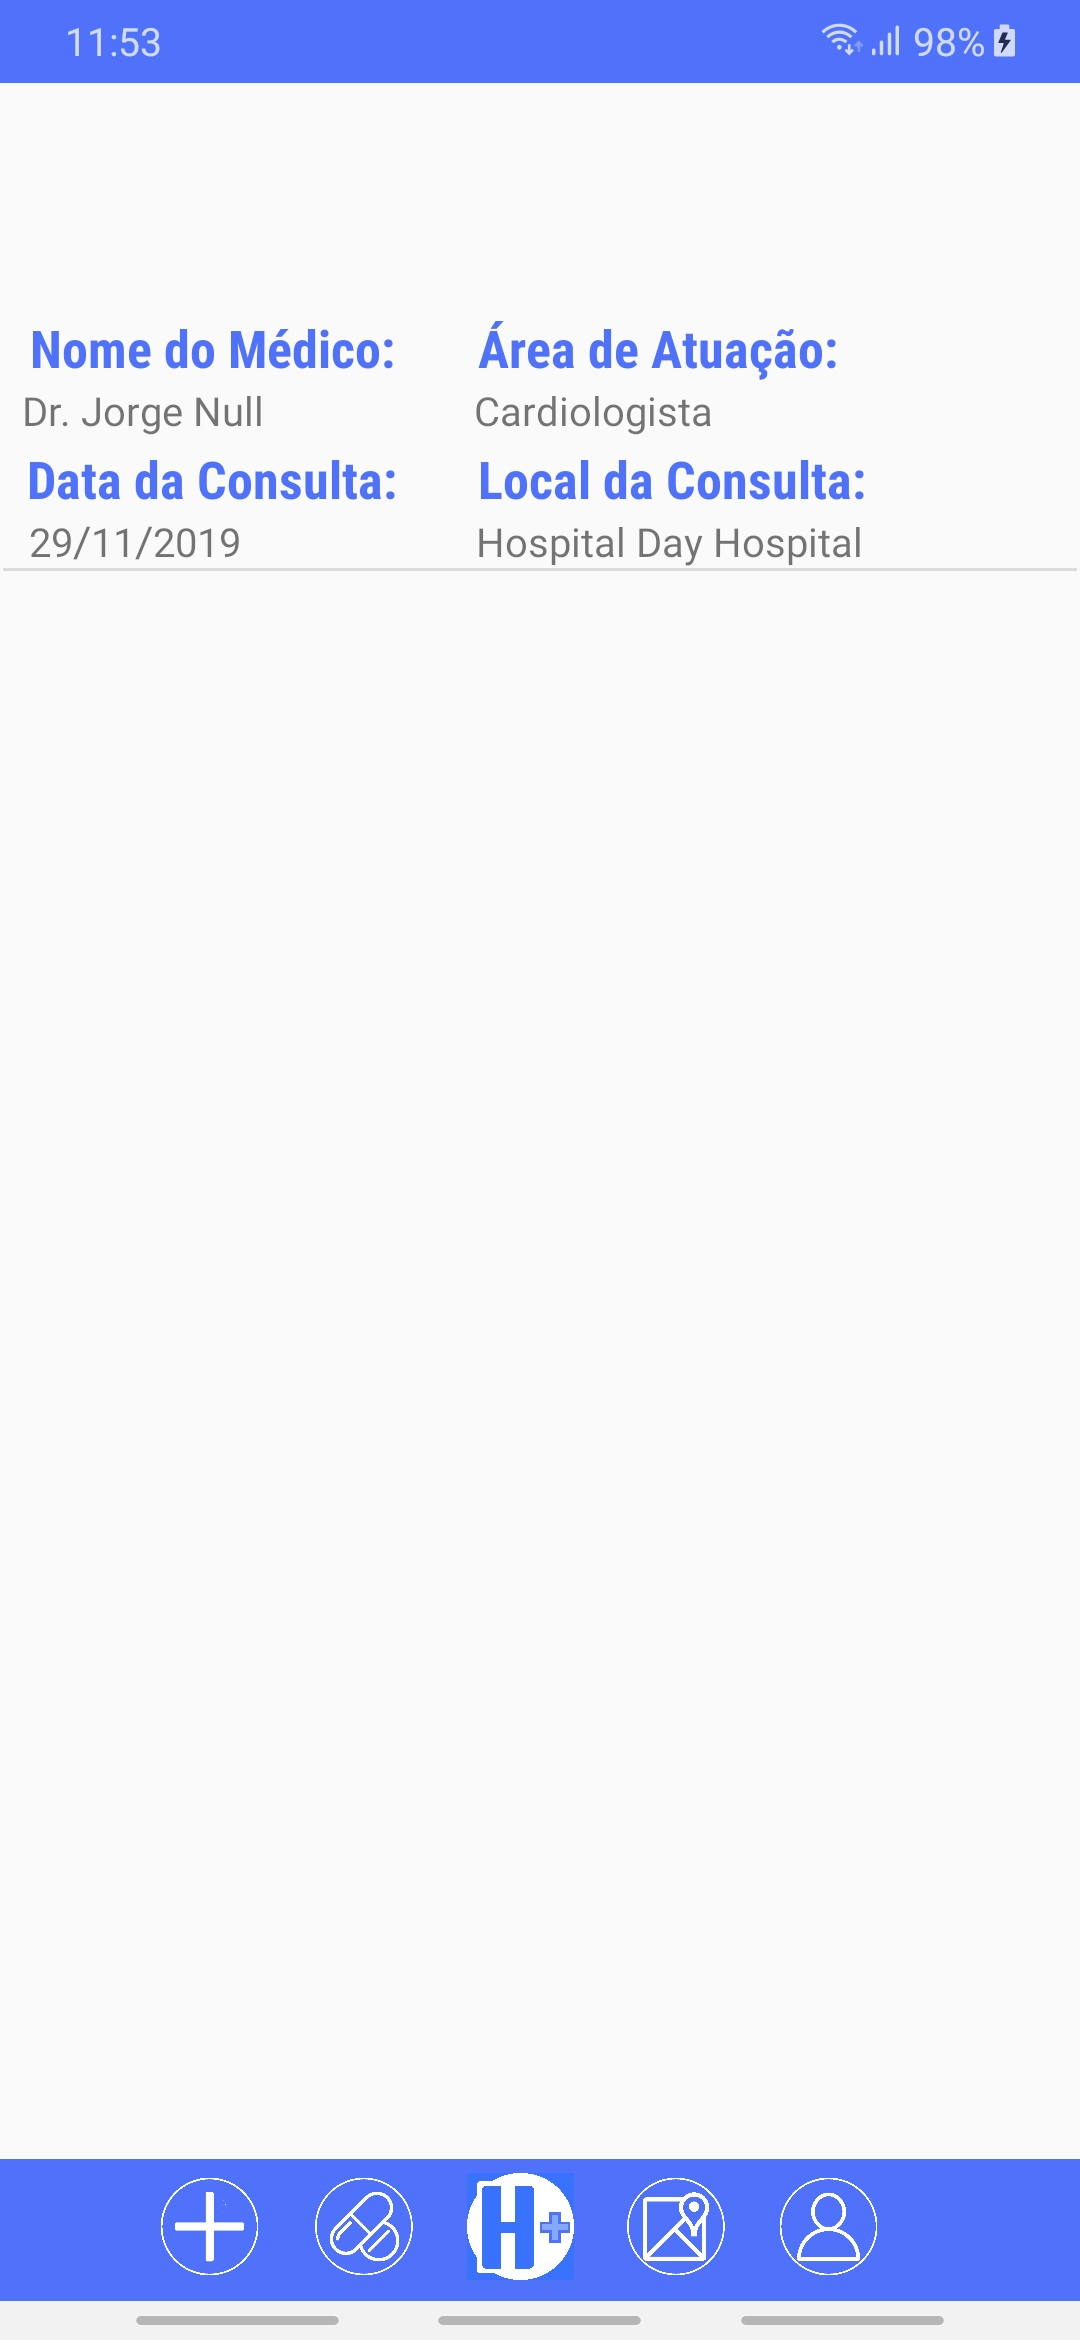 11:53 98%
Nome do Médico: Área de Atuação:
Dr. Jorge Null Cardiologista
Data da Consulta: Local da Consulta:
29/11/2019 Hospital Day Hospital
H+